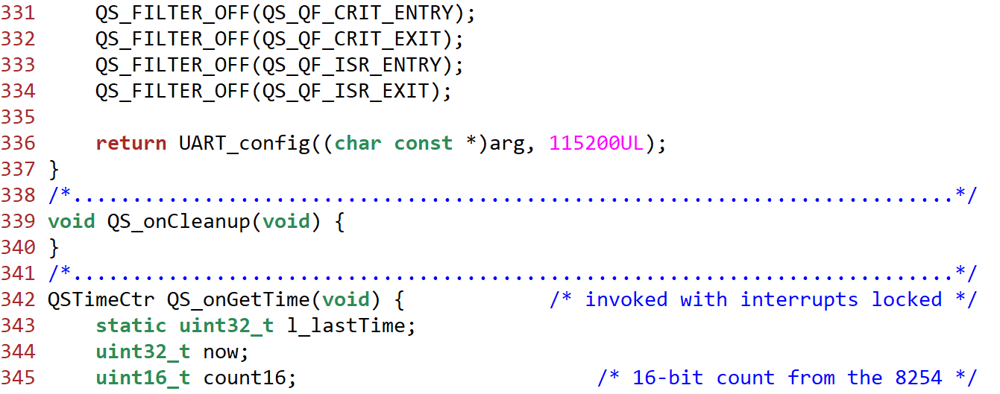 331     QS_FILTER_OFF(QS_QF_CRIT_ENTRY);
332     QS_FILTER_OFF(QS_QF_CRIT_EXIT);
333     QS_FILTER_OFF(QS_QF_ISR_ENTRY);
334     QS_FILTER_OFF(QS_QF_ISR_EXIT);
335
336     return UART_config((char const *)arg, 115200UL);
337 }
338 /*..........................................................................*/
339 void QS_onCleanup(void) {
340 }
341 /*..........................................................................*/
342 QSTimeCtr QS_onGetTime(void) {            /* invoked with interrupts locked */
343     static uint32_t l_lastTime;
344     uint32_t now;
345     uint16_t count16;                         /* 16-bit count from the 8254 */